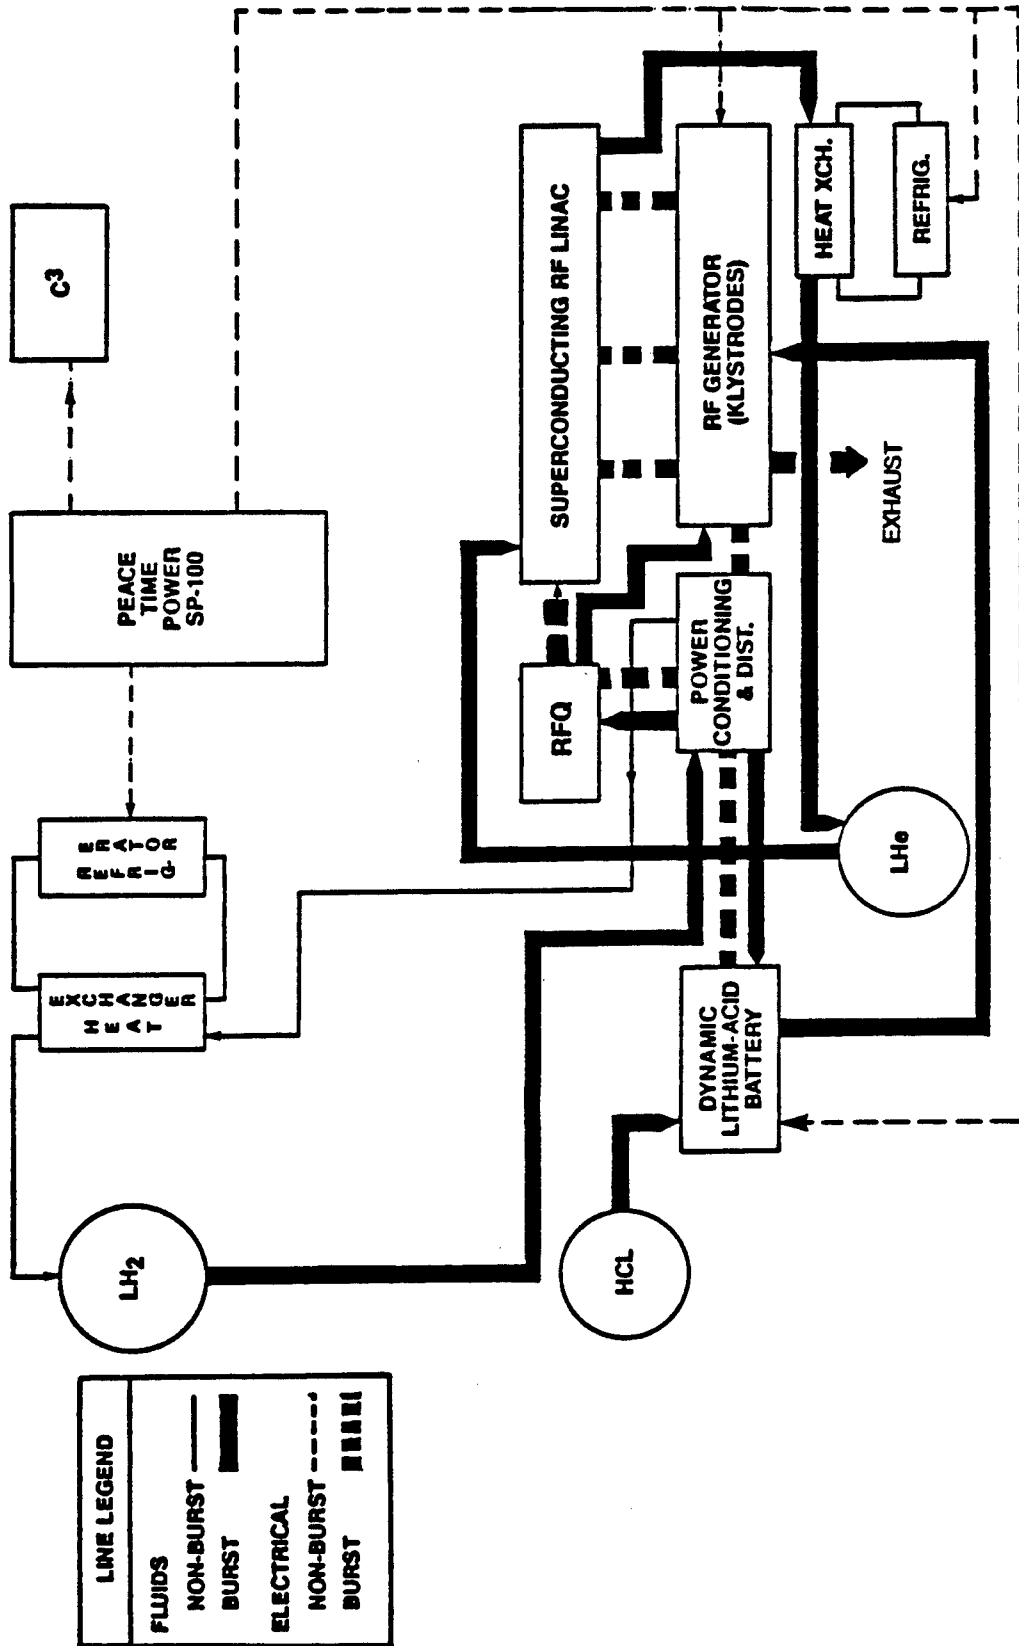 LINE LEGEND
FLUIDS
NON-BURST
BURST
ELECTRICAL
NON-BURST
BURST
LH2
HEAT
EXCHANGER
REFRIG-
ERATOR
PEACE
TIME
POWER
SP-100
C³
HCL
DYNAMIC
LITHIUM-ACID
BATTERY
RFQ
POWER
CONDITIONING
& DIST.
SUPERCONDUCTING RF LINAC
RF GENERATOR
(KLYSTRODES)
LHe
EXHAUST
HEAT XCH.
REFRIG.